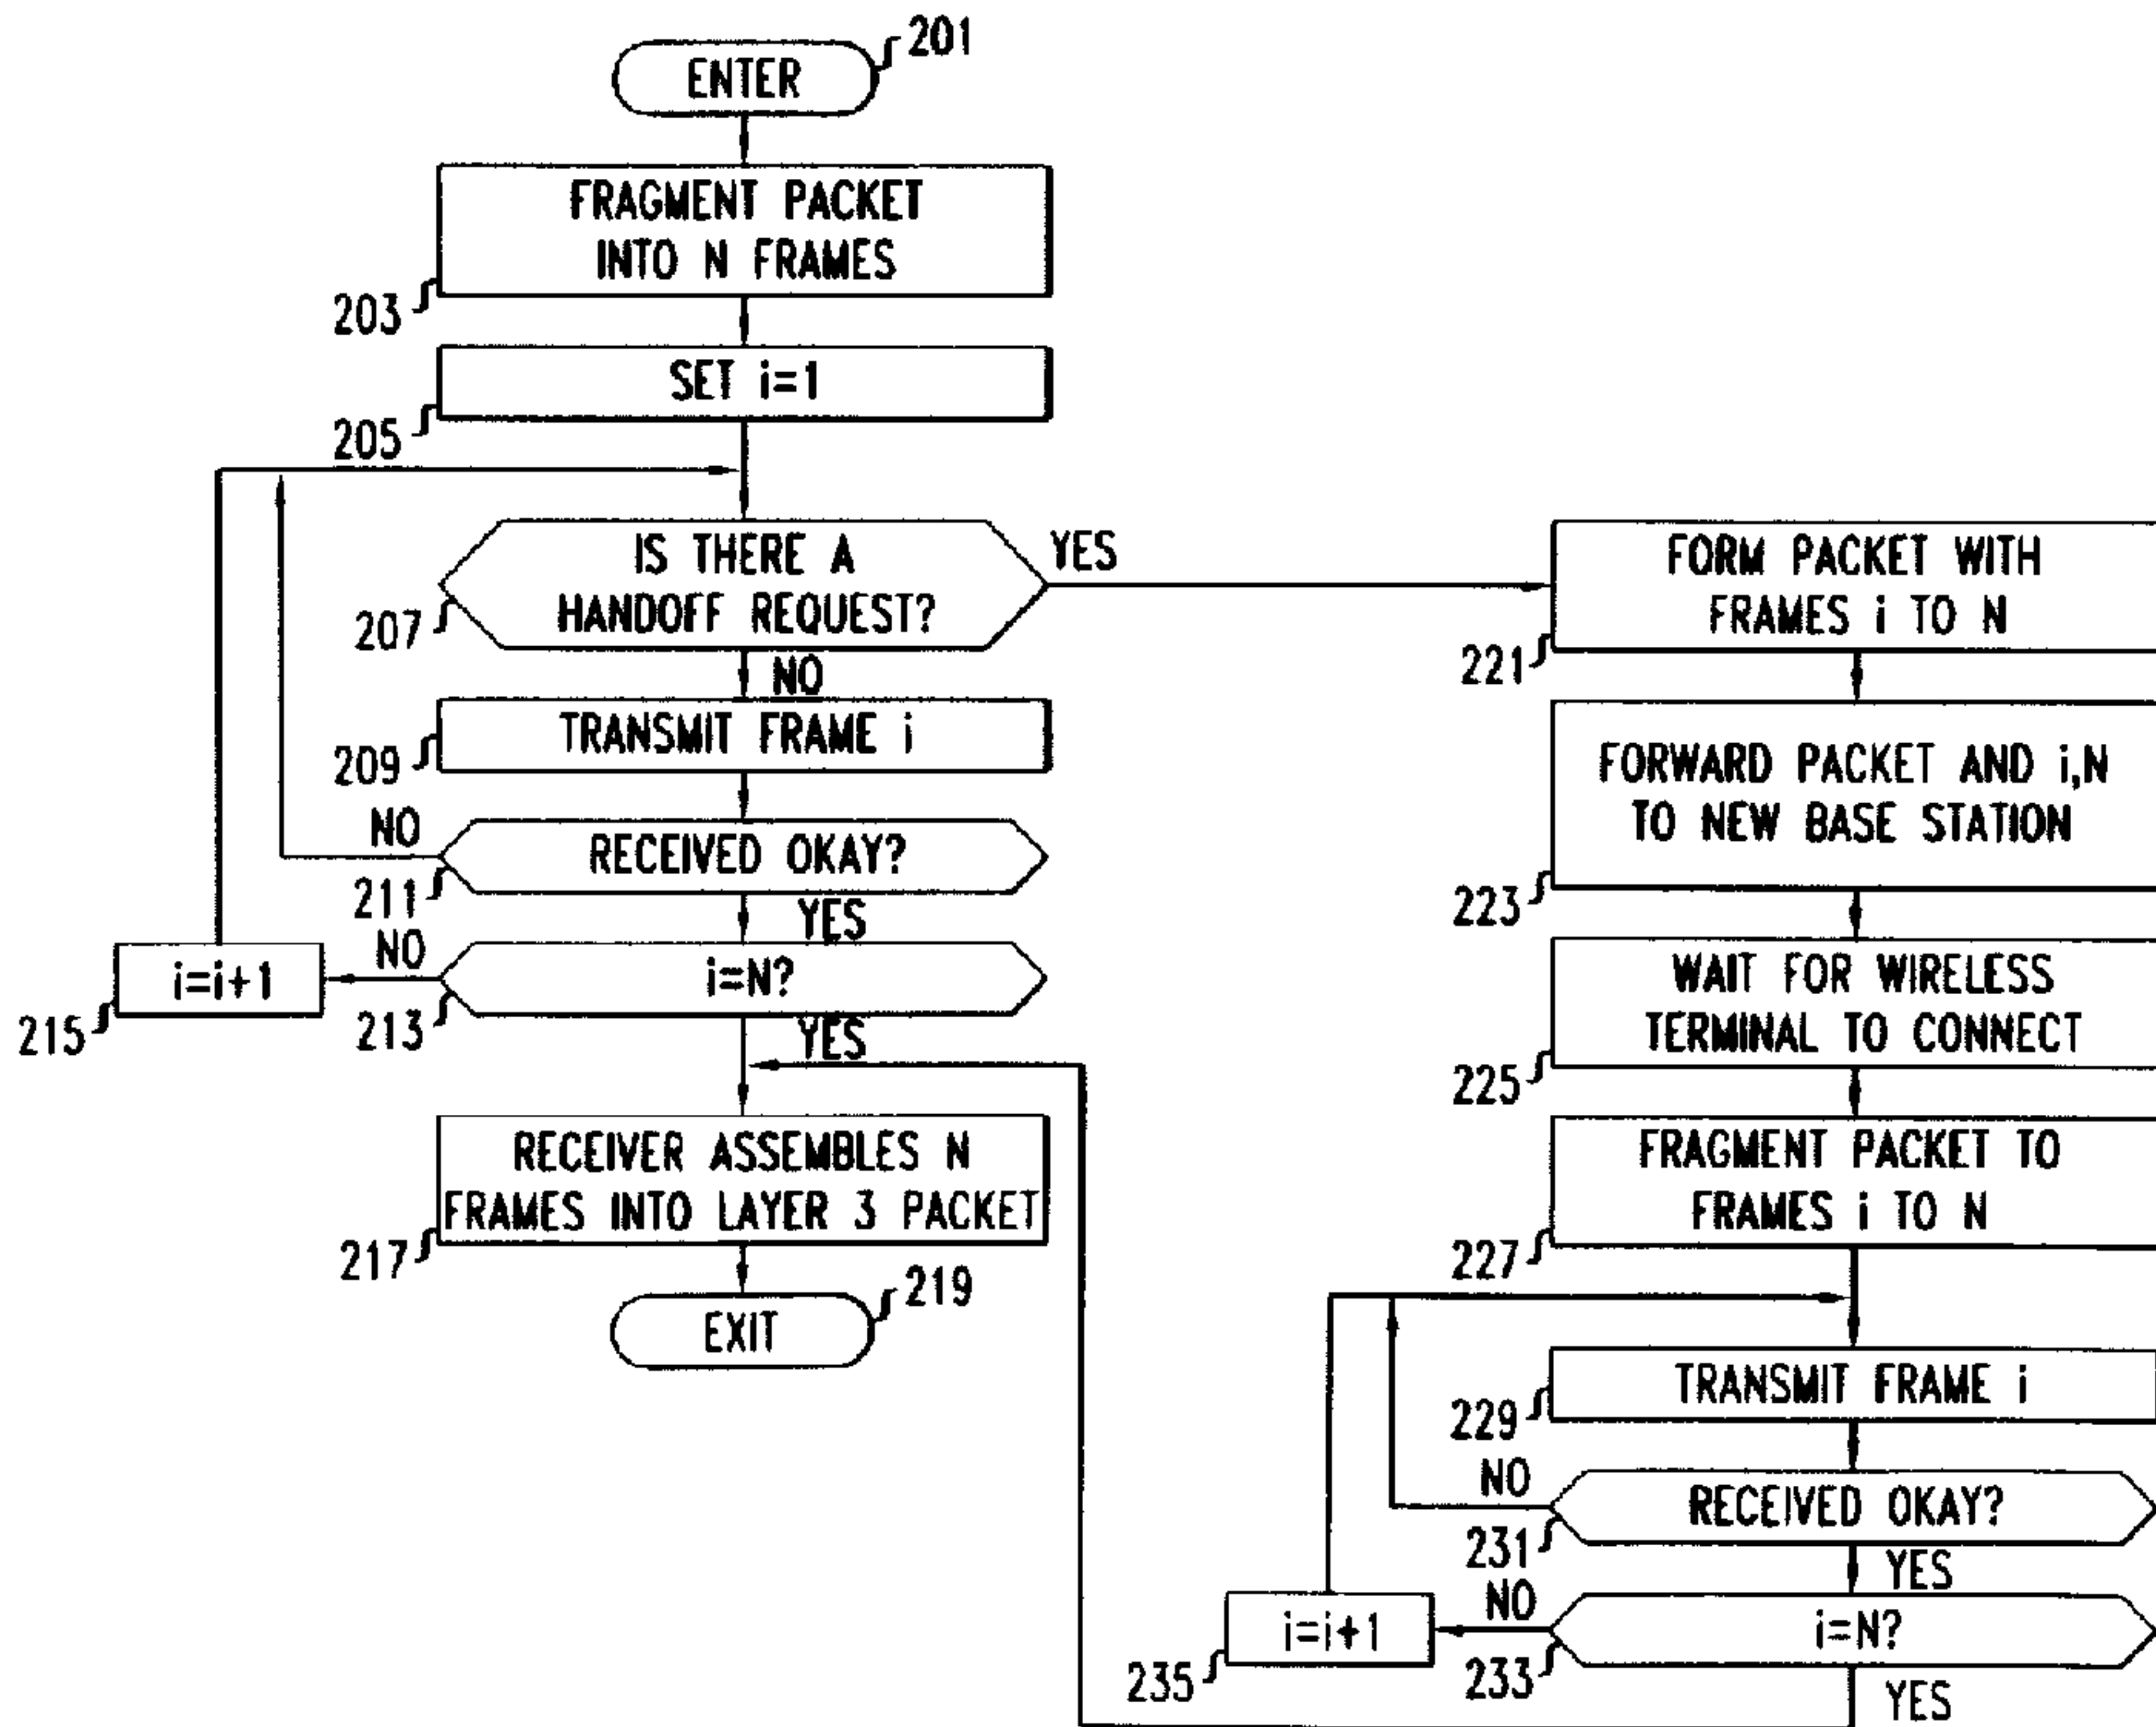 201
ENTER
FRAGMENT PACKET
INTO N FRAMES
203
SET i=1
205
IS THERE A
HANDOFF REQUEST?
207
YES
NO
TRANSMIT FRAME i
209
NO
RECEIVED OKAY?
211
YES
NO
i=i+1
215
i=N?
213
YES
RECEIVER ASSEMBLES N
FRAMES INTO LAYER 3 PACKET
217
219
EXIT
FORM PACKET WITH
FRAMES i TO N
221
FORWARD PACKET AND i,N
TO NEW BASE STATION
223
WAIT FOR WIRELESS
TERMINAL TO CONNECT
225
FRAGMENT PACKET TO
FRAMES i TO N
227
TRANSMIT FRAME i
229
NO
RECEIVED OKAY?
231
YES
NO
i=i+1
235
i=N?
233
YES